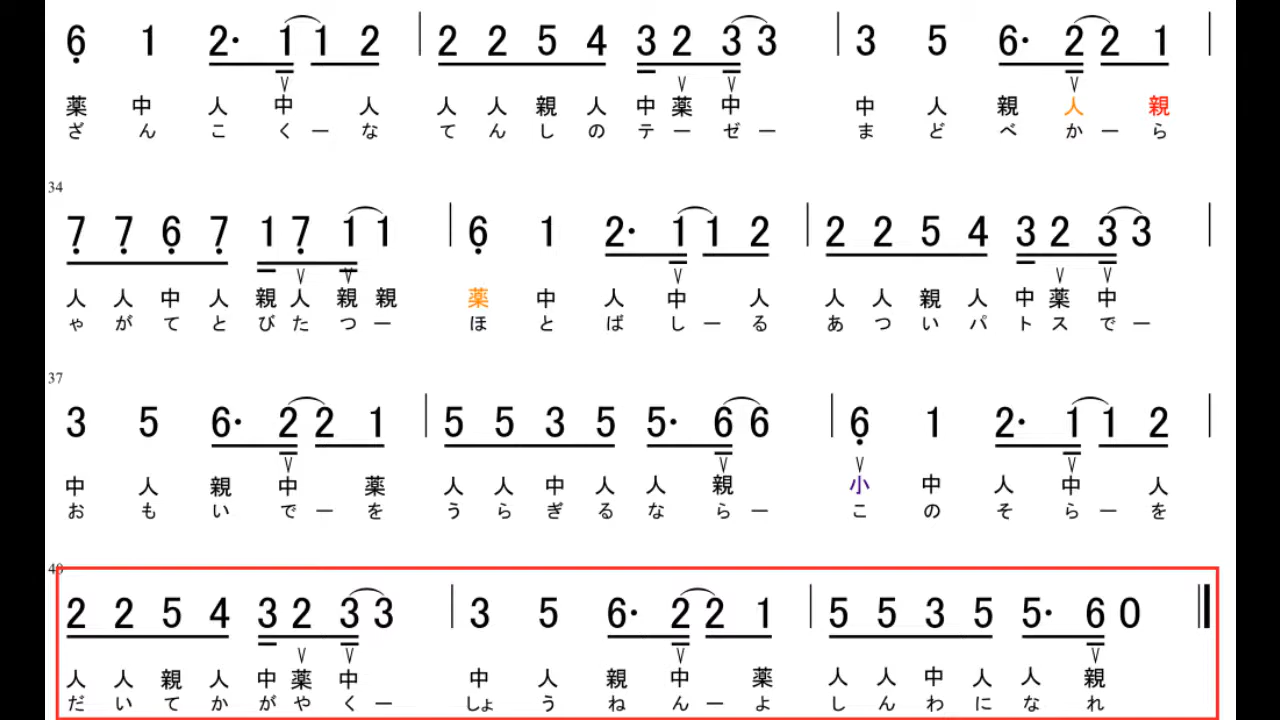 6 1 2· 1 1 2 | 2 2 5 4 3 2 3 3 | 3 5 6· 2 2 1 |
V V V V
薬 中 人 中 人 人 人 親 人 中 薬 中 中 人 親 人 親
ざ ん こ く ー な て ん し の テ ー ゼ ー ま ど べ か ー ら
34
7 7 6 7 1 7 1 1 | 6 1 2· 1 1 2 | 2 2 5 4 3 2 3 3 |
V V V V V
人 人 中 人 親 人 親 親 薬 中 人 中 人 人 人 親 人 中 薬 中
ゃ が て と び た つ ー ほ と ば し ー る あ つ い パ ト ス で ー
37
3 5 6· 2 2 1 | 5 5 3 5 5· 6 6 | 6 1 2· 1 1 2 |
V V V V
中 人 親 中 薬 人 人 中 人 人 親 小 中 人 中 人
お も い で ー を う ら ぎ る な ら ー こ の そ ら ー を
40
2 2 5 4 3 2 3 3 | 3 5 6· 2 2 1 | 5 5 3 5 5· 6 0
V V V V
人 人 親 人 中 薬 中 中 人 親 中 薬 人 人 中 人 人 親
だ い て か が や く ー しょ う ね ん ー よ し ん わ に な れ